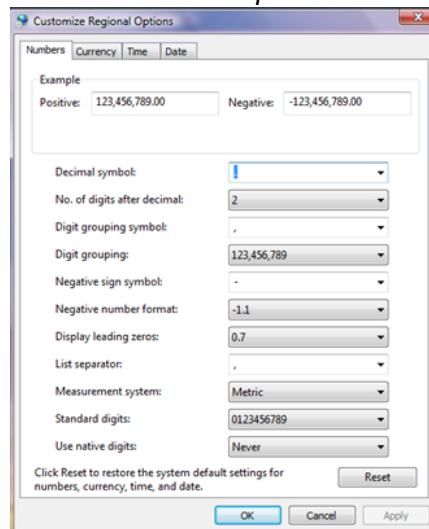 Customize Regional Options
Numbers Currency Time Date
Example
Positive: 123,456,789.00 Negative: -123,456,789.00
Decimal symbol: .
No. of digits after decimal: 2
Digit grouping symbol: ,
Digit grouping: 123,456,789
Negative sign symbol: -
Negative number format: -1.1
Display leading zeros: 0.7
List separator: ,
Measurement system: Metric
Standard digits: 0123456789
Use native digits: Never
Click Reset to restore the system default settings for
numbers, currency, time, and date. Reset
OK Cancel Apply